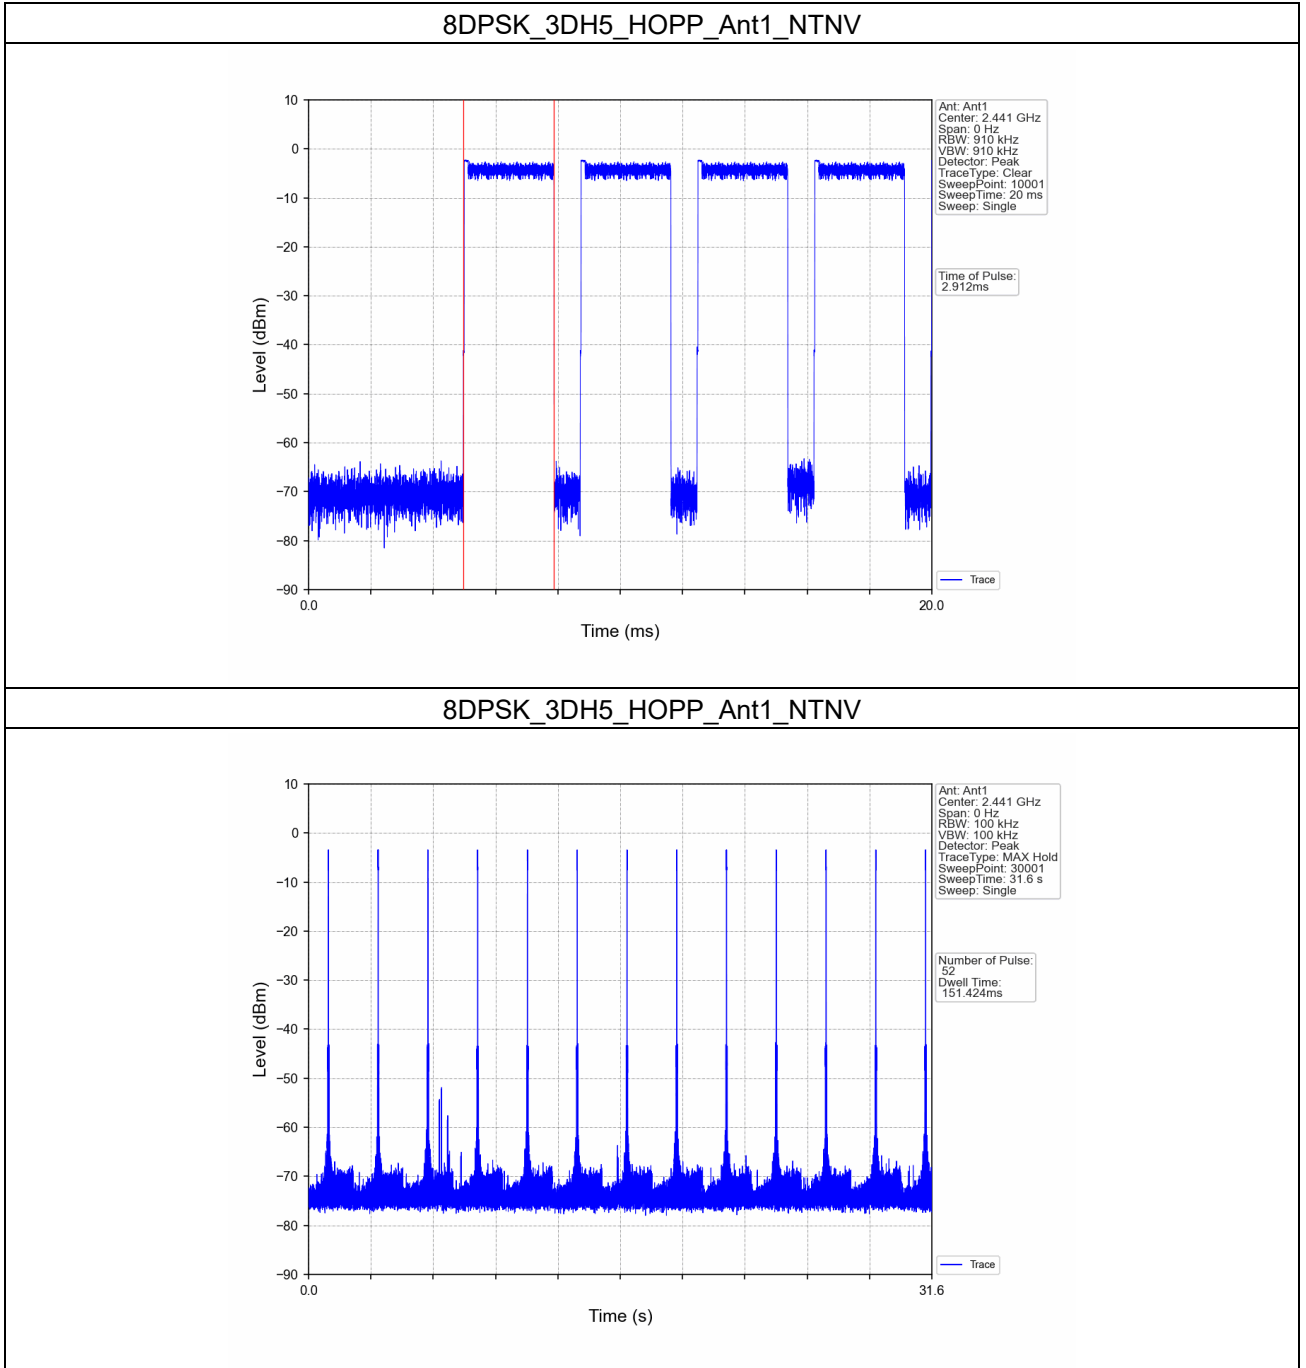 8DPSK_3DH5_HOPP_Ant1_NTNV
10
0
−10
−20
−30
−40
−50
−60
−70
−80
−90
Level (dBm)
0.0
20.0
Time (ms)
Ant: Ant1
Center: 2.441 GHz
Span: 0 Hz
RBW: 910 kHz
VBW: 910 kHz
Detector: Peak
TraceType: Clear
SweepPoint: 10001
SweepTime: 20 ms
Sweep: Single
Time of Pulse:
2.912ms
Trace
8DPSK_3DH5_HOPP_Ant1_NTNV
10
0
−10
−20
−30
−40
−50
−60
−70
−80
−90
Level (dBm)
0.0
31.6
Time (s)
Ant: Ant1
Center: 2.441 GHz
Span: 0 Hz
RBW: 100 kHz
VBW: 100 kHz
Detector: Peak
TraceType: MAX Hold
SweepPoint: 30001
SweepTime: 31.6 s
Sweep: Single
Number of Pulse:
52
Dwell Time:
151.424ms
Trace